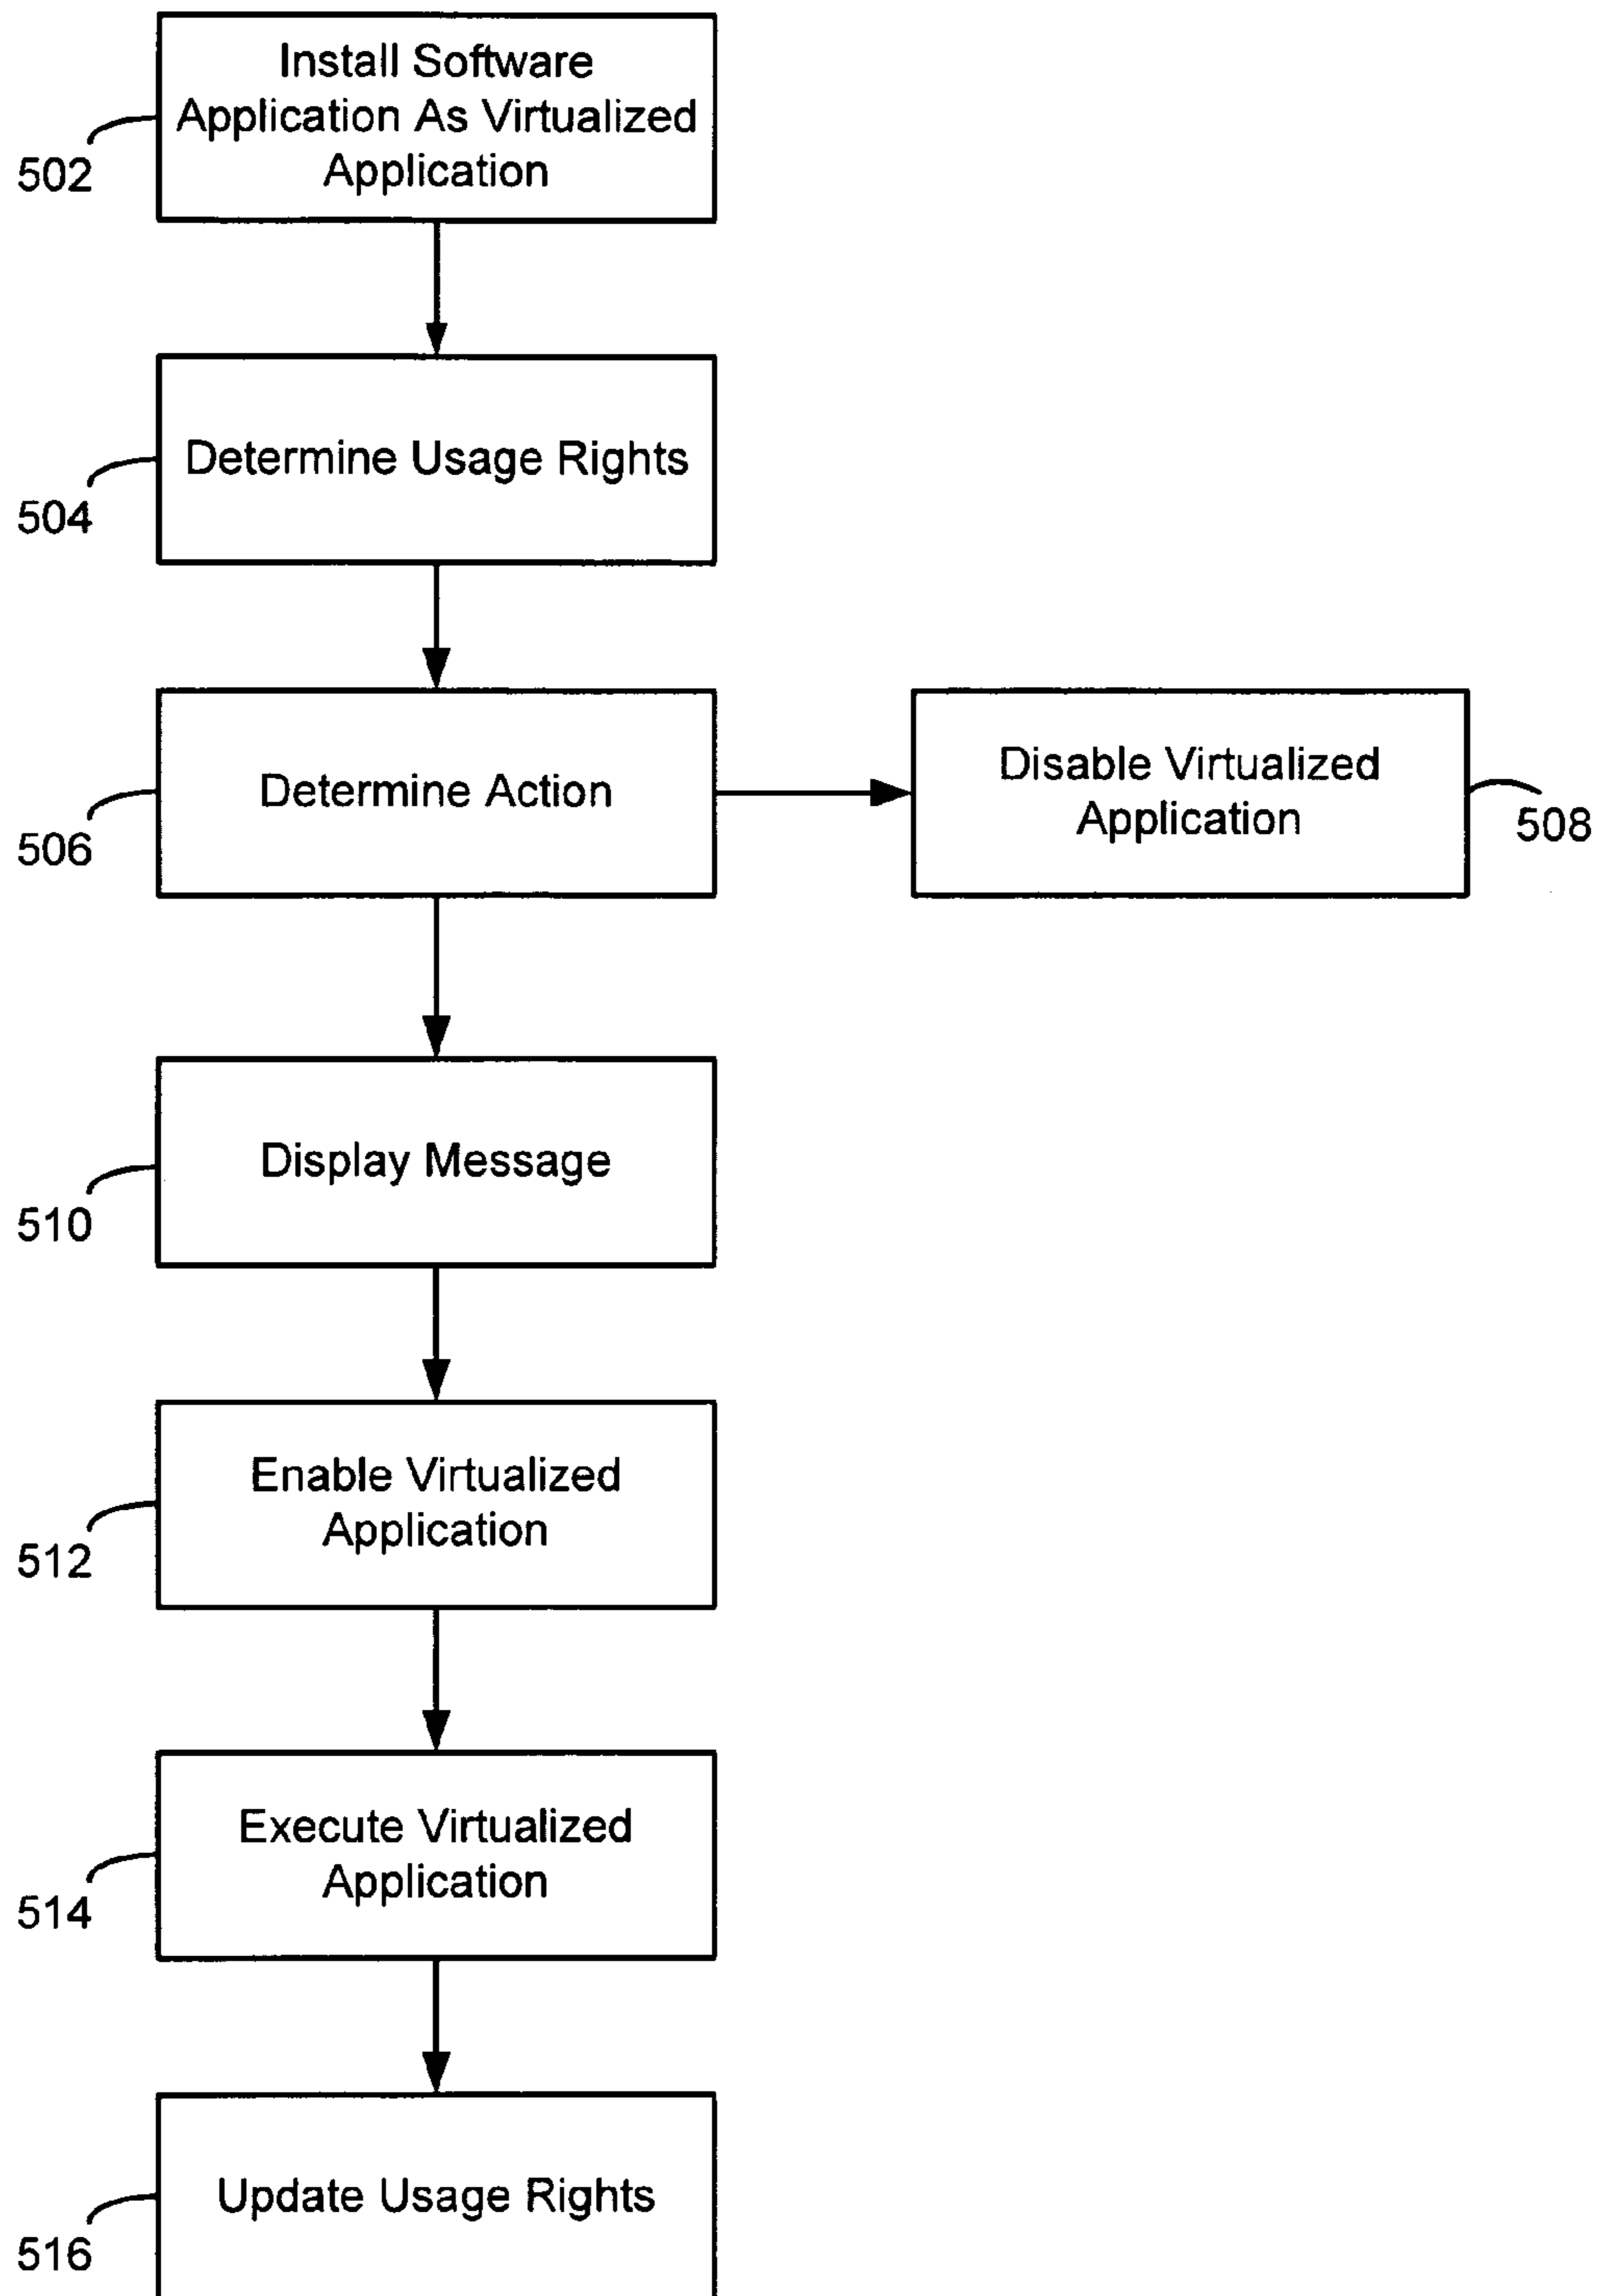 Install Software
Application As Virtualized
Application
502
Determine Usage Rights
504
Determine Action
506
Disable Virtualized
Application
508
Display Message
510
Enable Virtualized
Application
512
Execute Virtualized
Application
514
Update Usage Rights
516